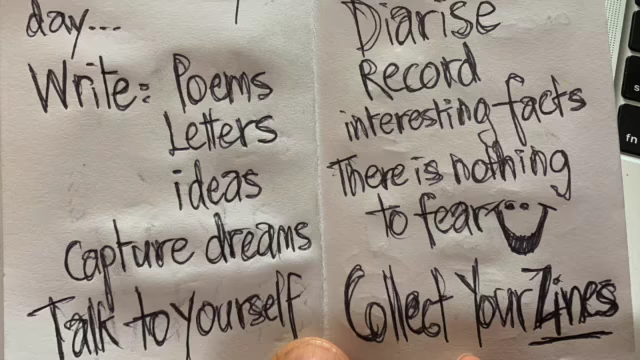 day...
Write: Poems
Letters
ideas
Capture dreams
Talk to yourself
Diarise
Record
interesting facts
There is nothing
to fear
Collect Your Zines
s
fn